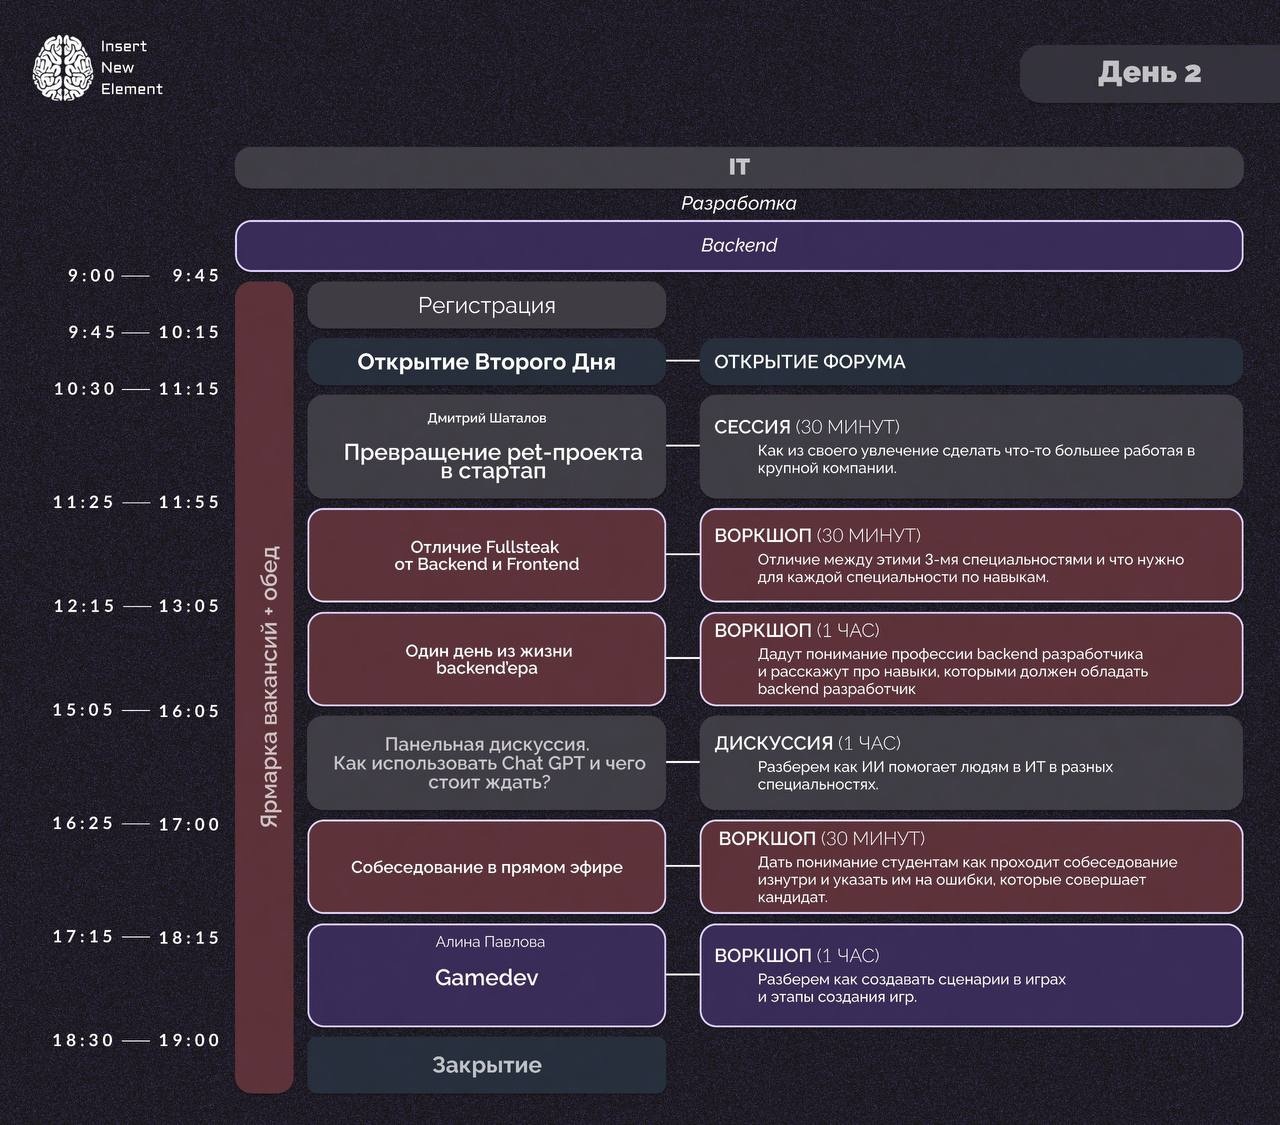 Insert
New
Element
День 2
IT
Разработка
Backend
9:00 — 9:45
Регистрация
9:45 — 10:15
Открытие Второго Дня
ОТКРЫТИЕ ФОРУМА
10:30 — 11:15
Дмитрий Шаталов
Превращение pet-проекта
в стартап
СЕССИЯ (30 МИНУТ)
Как из своего увлечение сделать что-то большее работая в
крупной компании.
11:25 — 11:55
Отличие Fullsteak
от Backend и Frontend
ВОРКШОП (30 МИНУТ)
Отличие между этими 3-мя специальностями и что нужно
для каждой специальности по навыкам.
12:15 — 13:05
Один день из жизни
backend'ера
ВОРКШОП (1 ЧАС)
Дадут понимание профессии backend разработчика
и расскажут про навыки, которыми должен обладать
backend разработчик
15:05 — 16:05
Панельная дискуссия.
Как использовать Chat GPT и чего
стоит ждать?
ДИСКУССИЯ (1 ЧАС)
Разберем как ИИ помогает людям в ИТ в разных
специальностях.
16:25 — 17:00
Собеседование в прямом эфире
ВОРКШОП (30 МИНУТ)
Дать понимание студентам как проходит собеседование
изнутри и указать им на ошибки, которые совершает
кандидат.
17:15 — 18:15
Алина Павлова
Gamedev
ВОРКШОП (1 ЧАС)
Разберем как создавать сценарии в играх
и этапы создания игр.
18:30 — 19:00
Закрытие
Ярмарка вакансий + обед